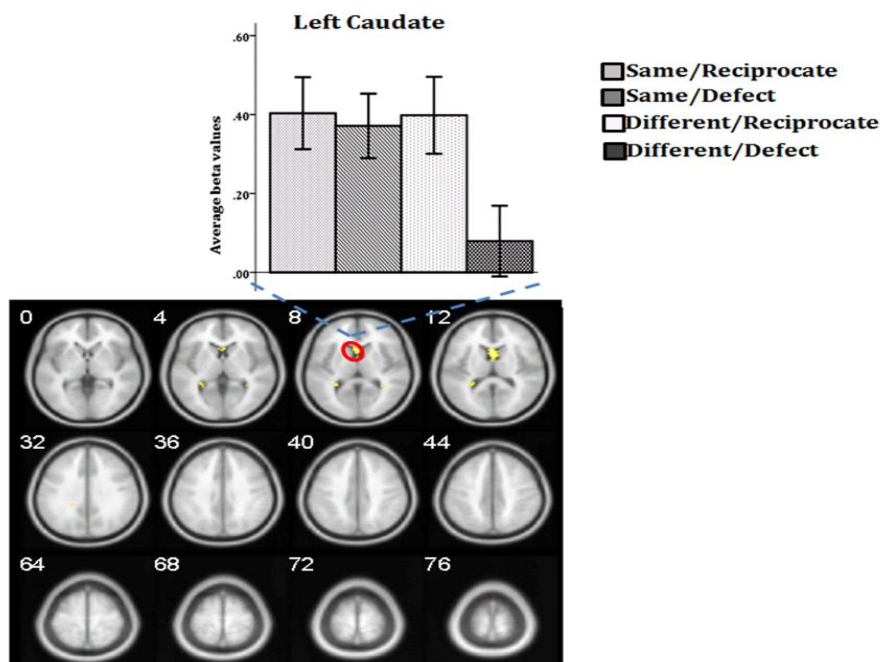 Left Caudate
.60
.40
.20
.00
Average beta values
Same/Reciprocate
Same/Defect
Different/Reciprocate
Different/Defect
0 4 8 12
32 36 40 44
64 68 72 76